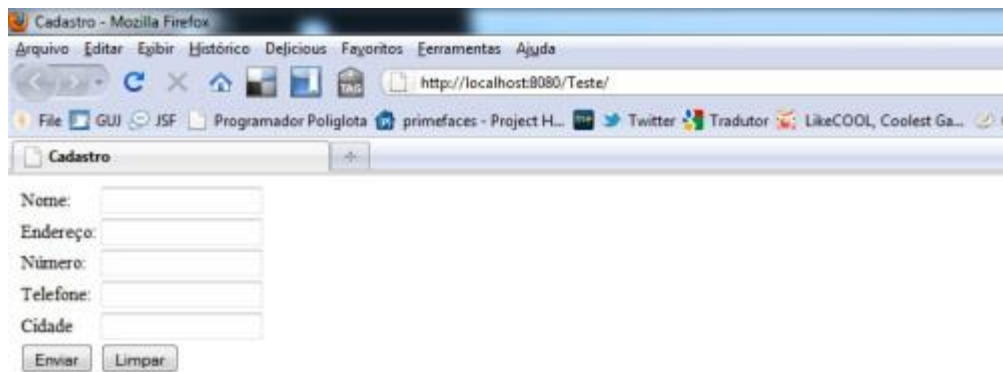 Cadastro - Mozilla Firefox
Arquivo Editar Exibir Histórico Delicious Favoritos Ferramentas Ajuda
TAG http://localhost:8080/Teste/
File GUJ JSF Programador Poliglota primefaces - Project H... Twitter Tradutor LikeCOOL, Coolest Ga...
Cadastro
Nome:
Endereço:
Número:
Telefone:
Cidade
Enviar Limpar